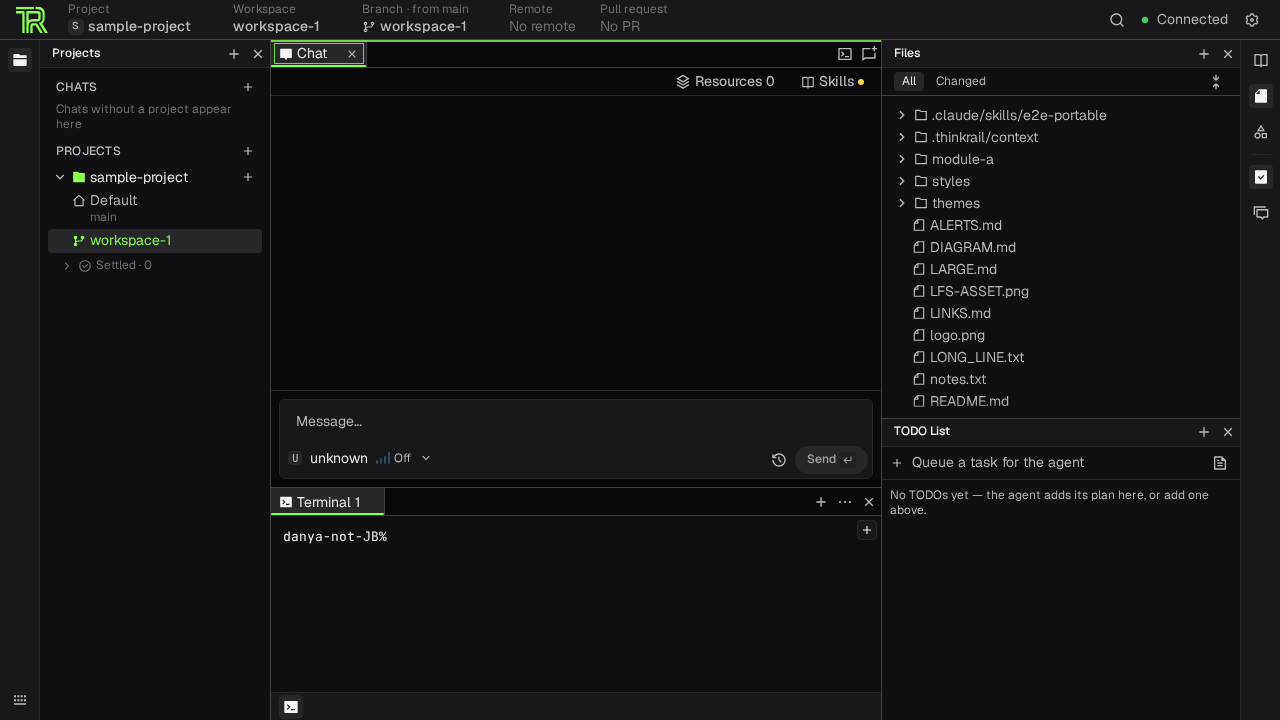 Project
S sample-project
Workspace
workspace-1
Branch · from main
workspace-1
Remote
No remote
Pull request
No PR
Connected
Projects
CHATS
Chats without a project appear
here
PROJECTS
sample-project
Default
main
workspace-1
Settled · 0
Chat
Resources 0
Skills
Message...
U unknown Off
Send
Terminal 1
danya-not-JB%
Files
All Changed
.claude/skills/e2e-portable
.thinkrail/context
module-a
styles
themes
ALERTS.md
DIAGRAM.md
LARGE.md
LFS-ASSET.png
LINKS.md
logo.png
LONG_LINE.txt
notes.txt
README.md
TODO List
Queue a task for the agent
No TODOs yet — the agent adds its plan here, or add one
above.